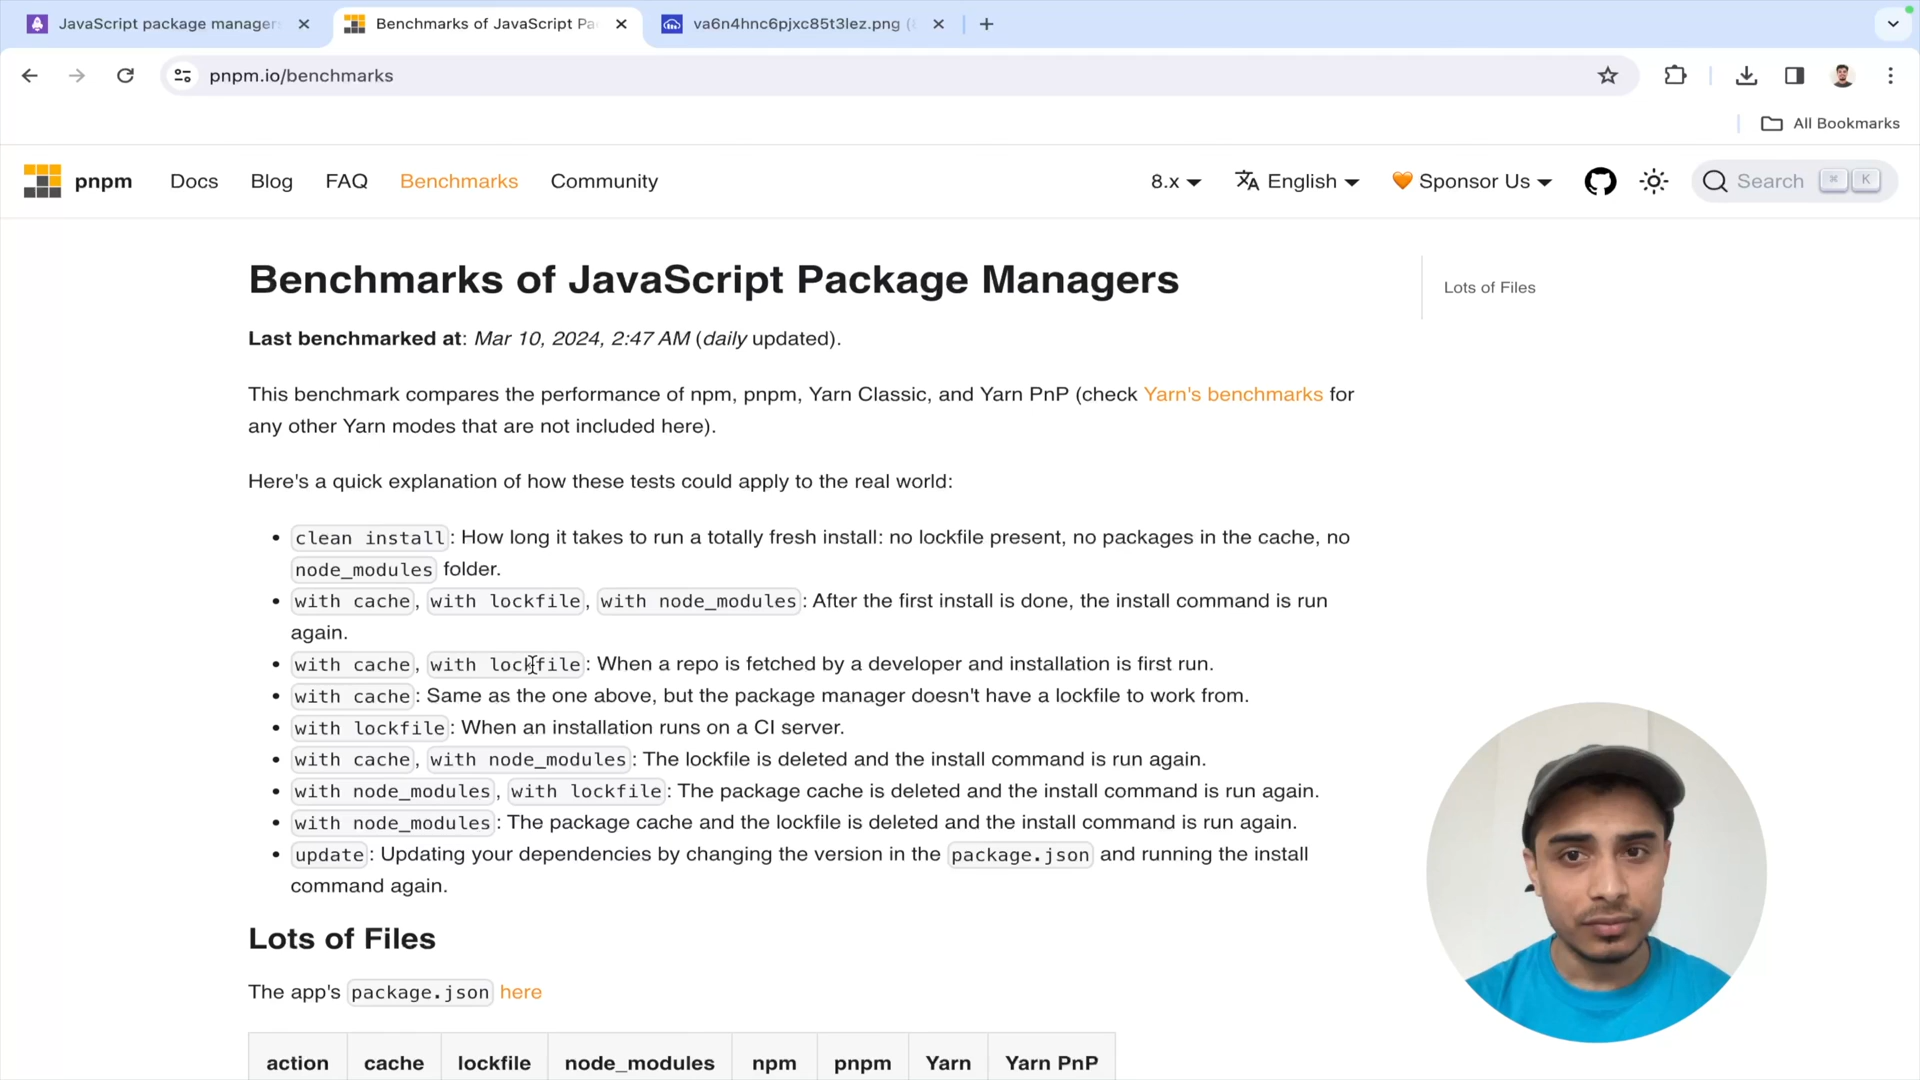 JavaScript package manager
Benchmarks of JavaScript Pa
va6n4hnc6pjxc85t3lez.png (
pnpm.io/benchmarks
All Bookmarks
pnpm
Docs
Blog
FAQ
Benchmarks
Community
8.x
English
Sponsor Us
Search
⌘ K
Benchmarks of JavaScript Package Managers
Lots of Files
Last benchmarked at: Mar 10, 2024, 2:47 AM (daily updated).
This benchmark compares the performance of npm, pnpm, Yarn Classic, and Yarn PnP (check Yarn's benchmarks for
any other Yarn modes that are not included here).
Here's a quick explanation of how these tests could apply to the real world:
• clean install: How long it takes to run a totally fresh install: no lockfile present, no packages in the cache, no
node_modules folder.
• with cache, with lockfile, with node_modules: After the first install is done, the install command is run
again.
• with cache, with lockfile: When a repo is fetched by a developer and installation is first run.
• with cache: Same as the one above, but the package manager doesn't have a lockfile to work from.
• with lockfile: When an installation runs on a CI server.
• with cache, with node_modules: The lockfile is deleted and the install command is run again.
• with node_modules, with lockfile: The package cache is deleted and the install command is run again.
• with node_modules: The package cache and the lockfile is deleted and the install command is run again.
• update: Updating your dependencies by changing the version in the package.json and running the install
command again.
Lots of Files
The app's package.json here
action cache lockfile node_modules npm pnpm Yarn Yarn PnP